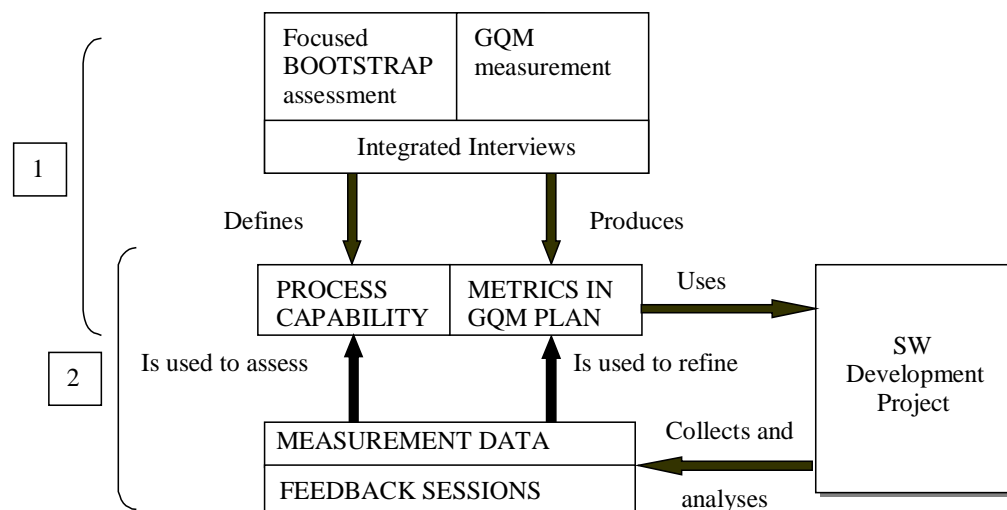 Focused
BOOTSTRAP
assessment
GQM
measurement
Integrated Interviews
1
Defines
Produces
PROCESS
CAPABILITY
METRICS IN
GQM PLAN
Uses
SW
Development
Project
2
Is used to assess
Is used to refine
MEASUREMENT DATA
FEEDBACK SESSIONS
Collects and
analyses